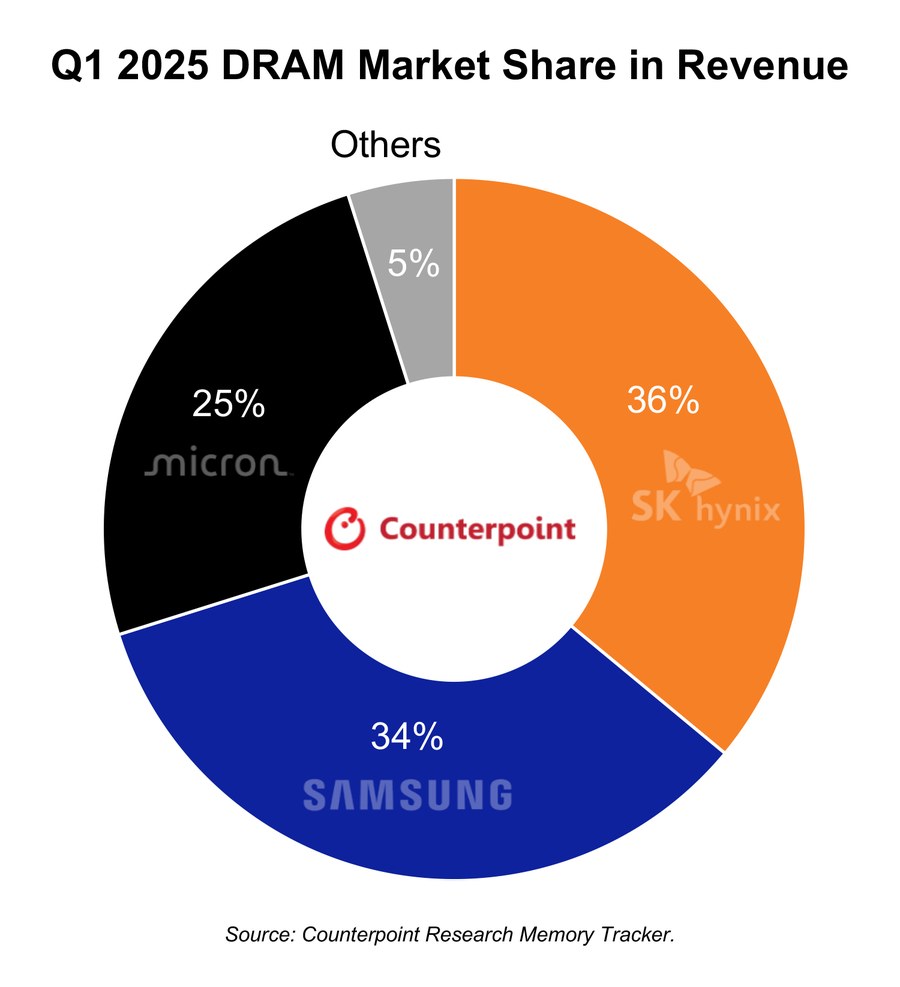 Q1 2025 DRAM Market Share in Revenue
Others
5%
36%
SK hynix
25%
micron
Counterpoint
34%
SAMSUNG
Source: Counterpoint Research Memory Tracker.